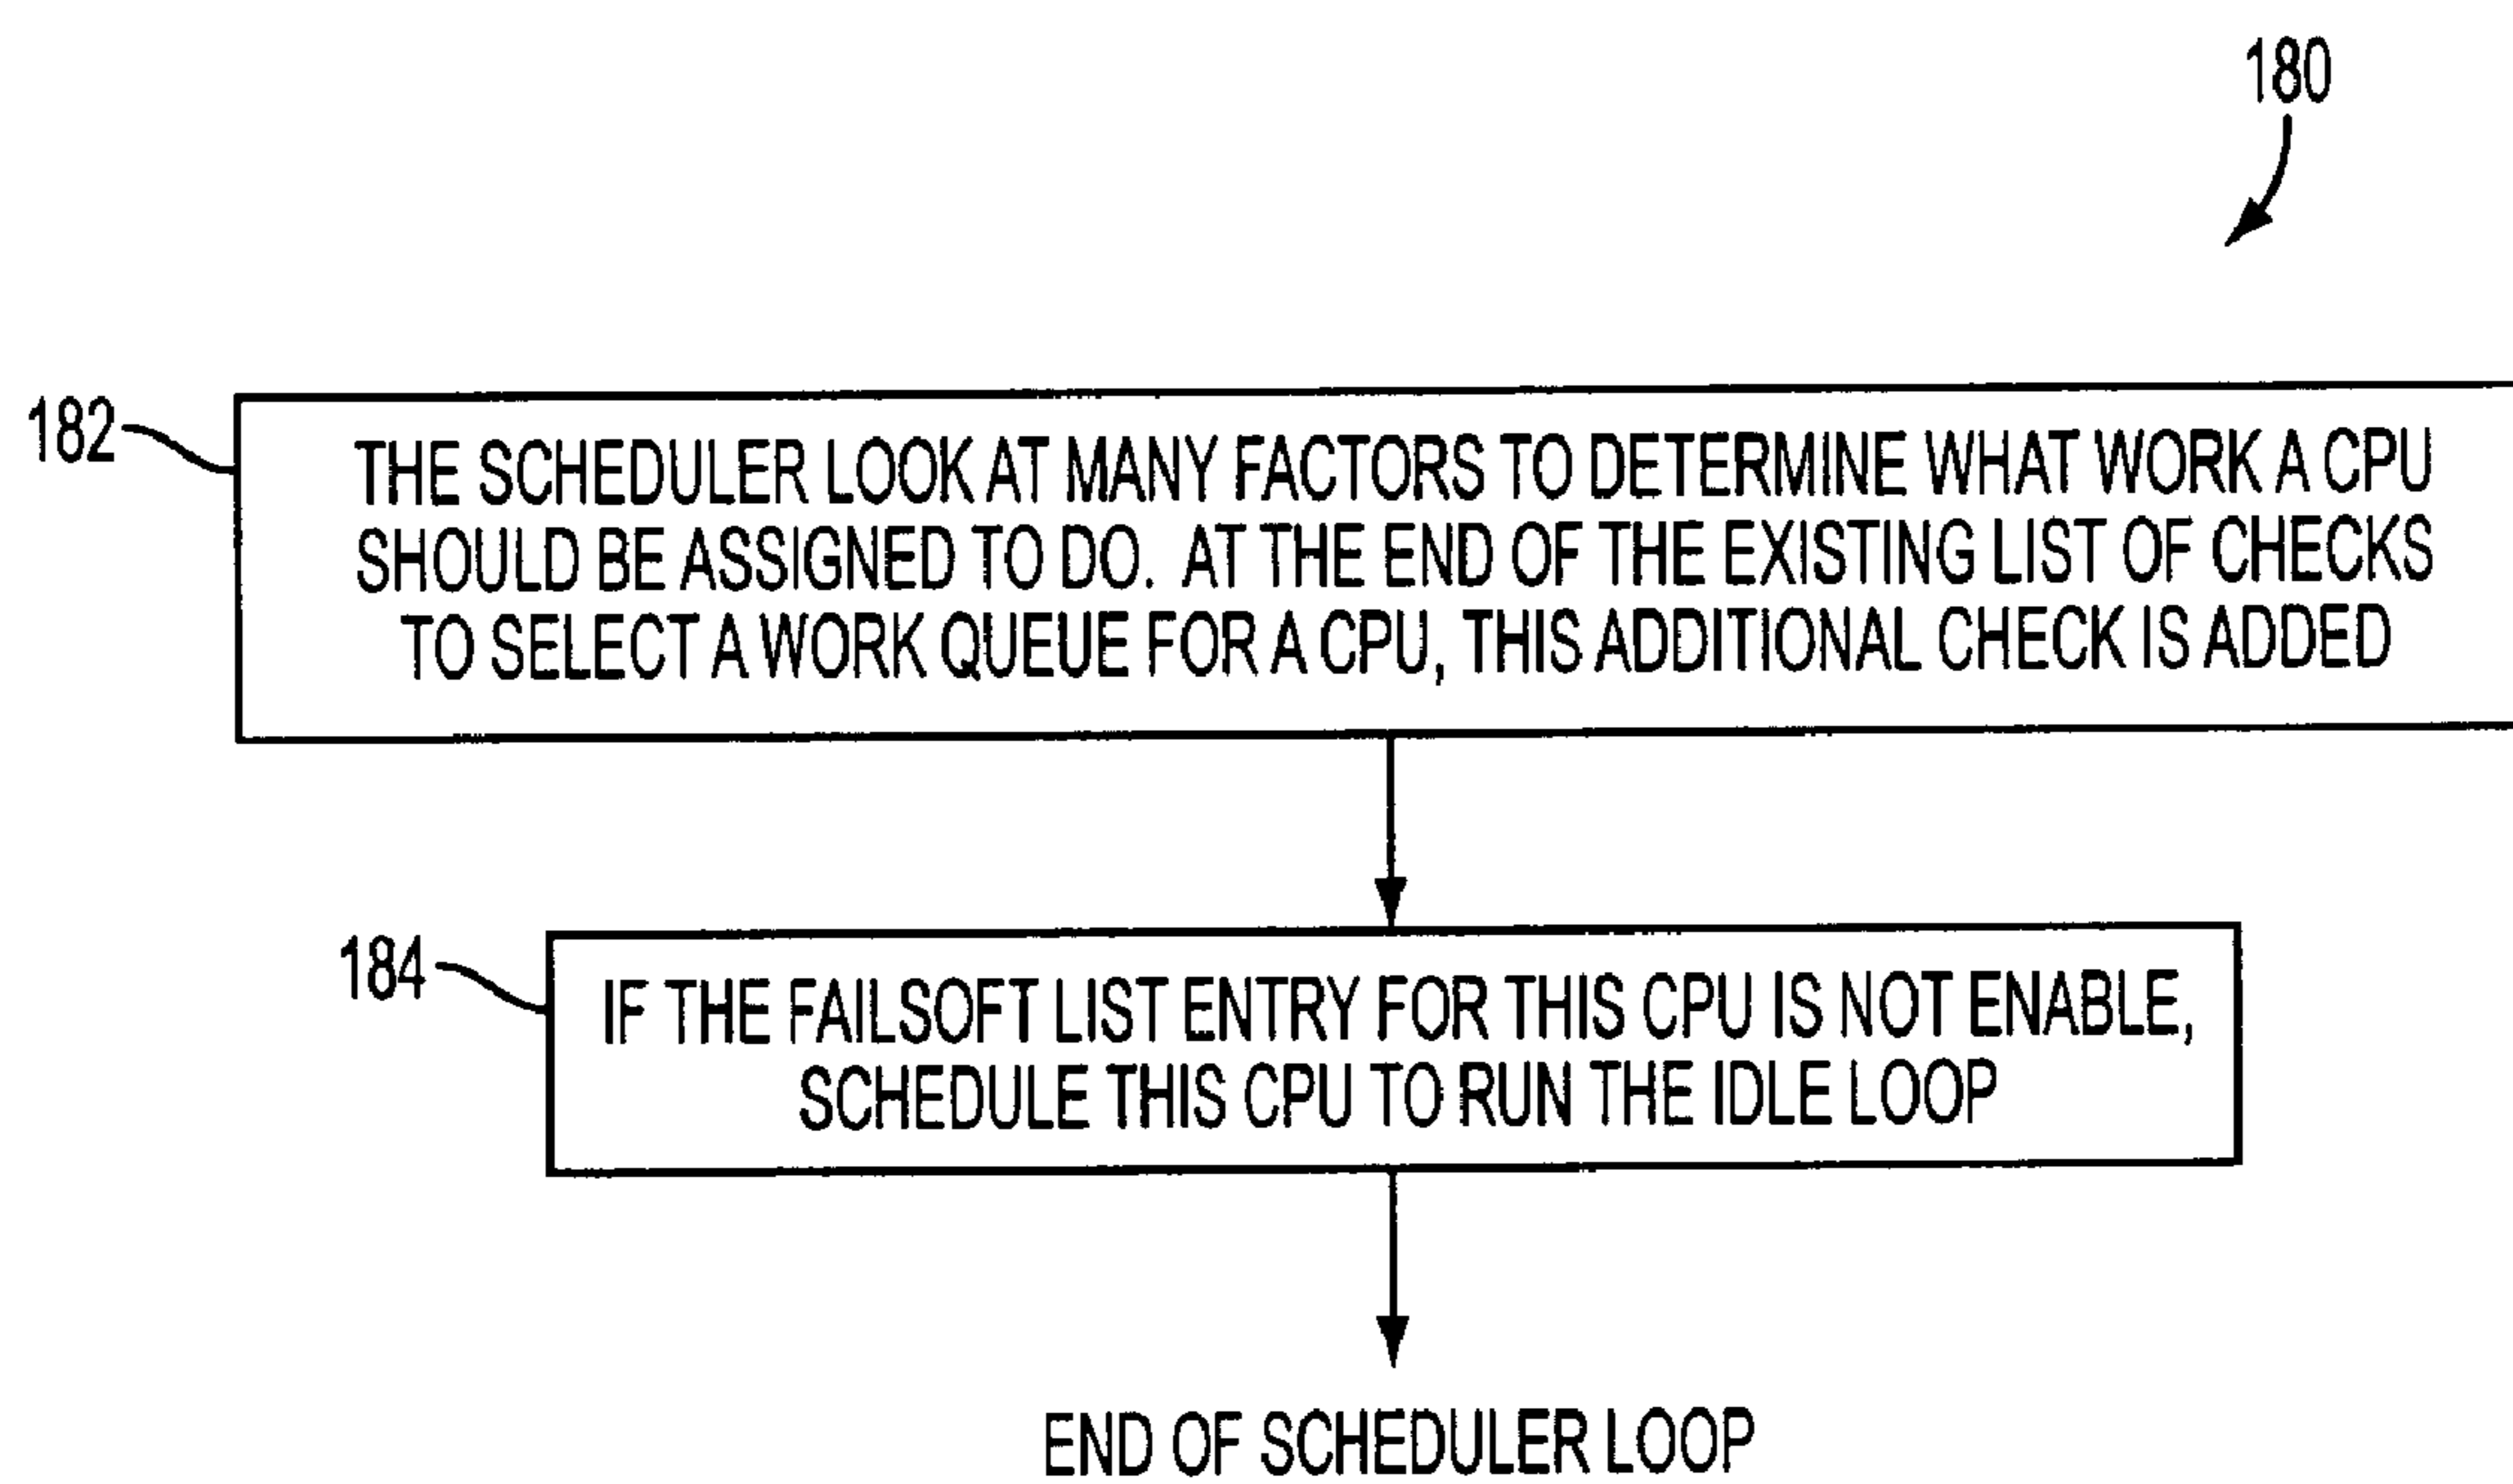 180
182
THE SCHEDULER LOOK AT MANY FACTORS TO DETERMINE WHAT WORK A CPU
SHOULD BE ASSIGNED TO DO. AT THE END OF THE EXISTING LIST OF CHECKS
TO SELECT A WORK QUEUE FOR A CPU, THIS ADDITIONAL CHECK IS ADDED
184
IF THE FAILSOFT LIST ENTRY FOR THIS CPU IS NOT ENABLE,
SCHEDULE THIS CPU TO RUN THE IDLE LOOP
END OF SCHEDULER LOOP